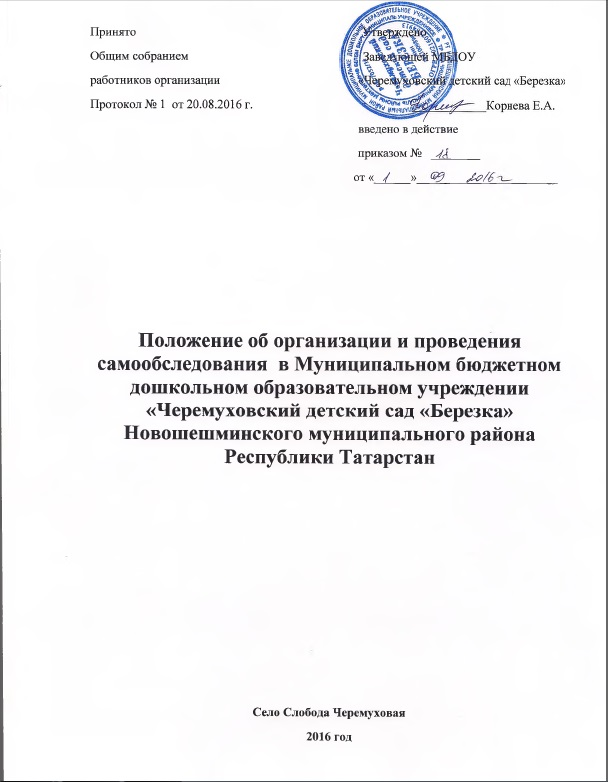 Принято
Общим собранием
работников организации
Протокол № 1 от 20.08.2016 г.
Утверждено
Заведующей МБДОУ
«Черемуховский детский сад «Березка»
Корнева Е.А.
введено в действие
приказом № 18
от « 1 » 09 2016 г
Положение об организации и проведения
самообследования в Муниципальном бюджетном
дошкольном образовательном учреждении
«Черемуховский детский сад «Березка»
Новошешминского муниципального района
Республики Татарстан
Село Слобода Черемуховая
2016 год